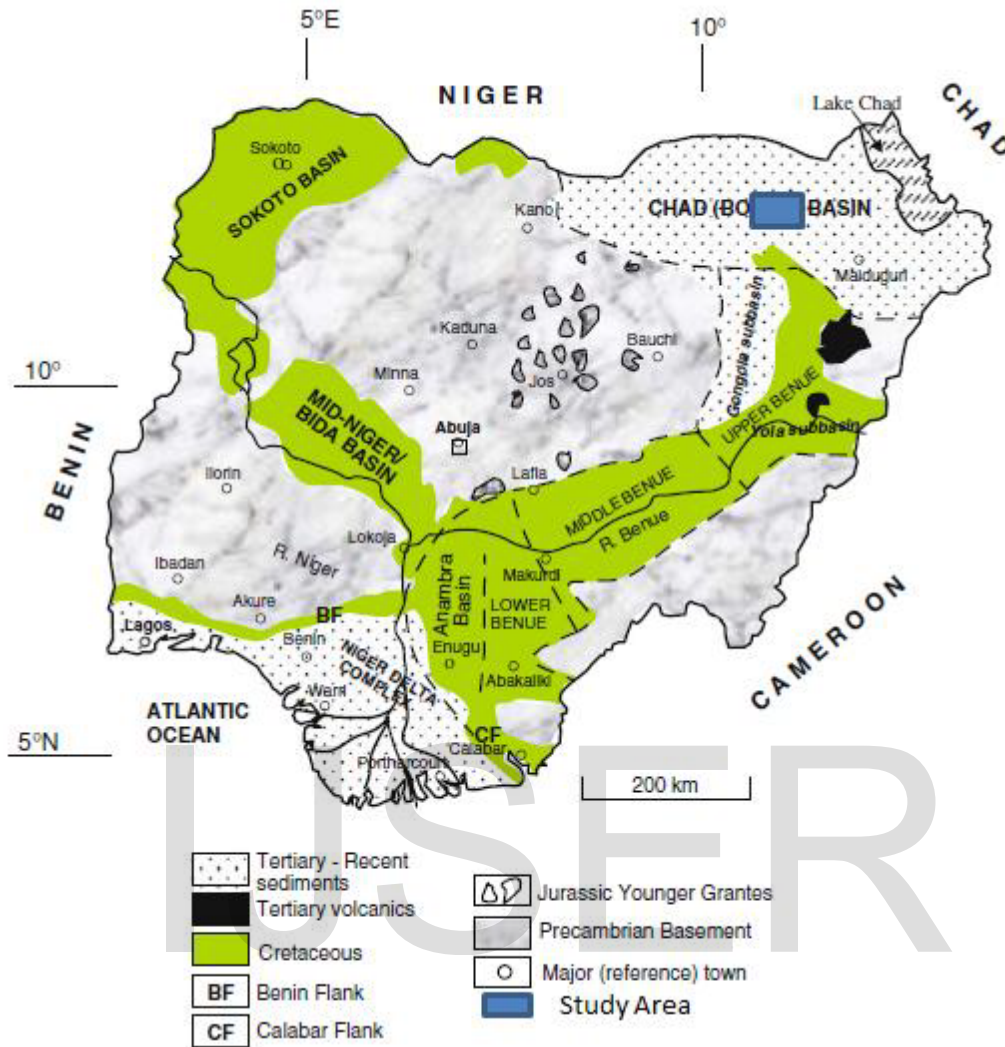 5°E
10°
NIGER
CHAD
Lake Chad
Sokoto
SOKOTO BASIN
Kano
CHAD (BO BASIN
Maiduguri
Gongola subbasin
Kaduna
Bauchi
Jos
Minna
10°
UPPER BENUE
Yola subbasin
MID-NIGER/
BIDA BASIN
Abuja
BENIN
Ilorin
Lafia
MIDDLE BENUE
R. Benue
Lokoja
R. Niger
Ibadan
Makurdi
Anambra
Basin
LOWER
BENUE
Akure
BF
Lagos
Benin
Enugu
Abakaliki
NIGER DELTA
COMPLEX
Warri
CAMEROON
ATLANTIC
OCEAN
CF
Calabar
5°N
Portharcourt
200 km
IJSER
Tertiary - Recent
sediments
Tertiary volcanics
Cretaceous
BF Benin Flank
CF Calabar Flank
Jurassic Younger Grantes
Precambrian Basement
Major (reference) town
Study Area